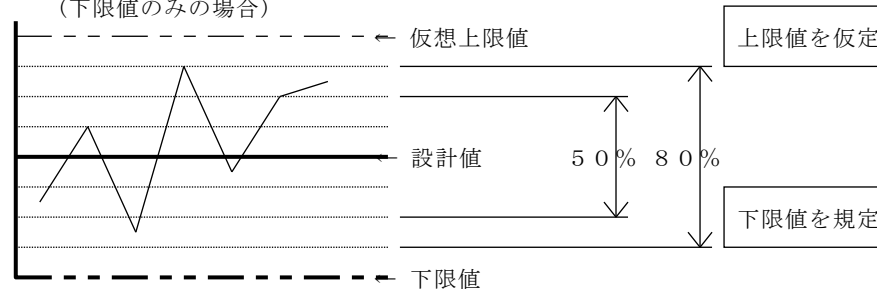 (下限値のみの場合)
← 仮想上限値
上限値を仮定
← 設計値
５０% ８０%
下限値を規定
← 下限値